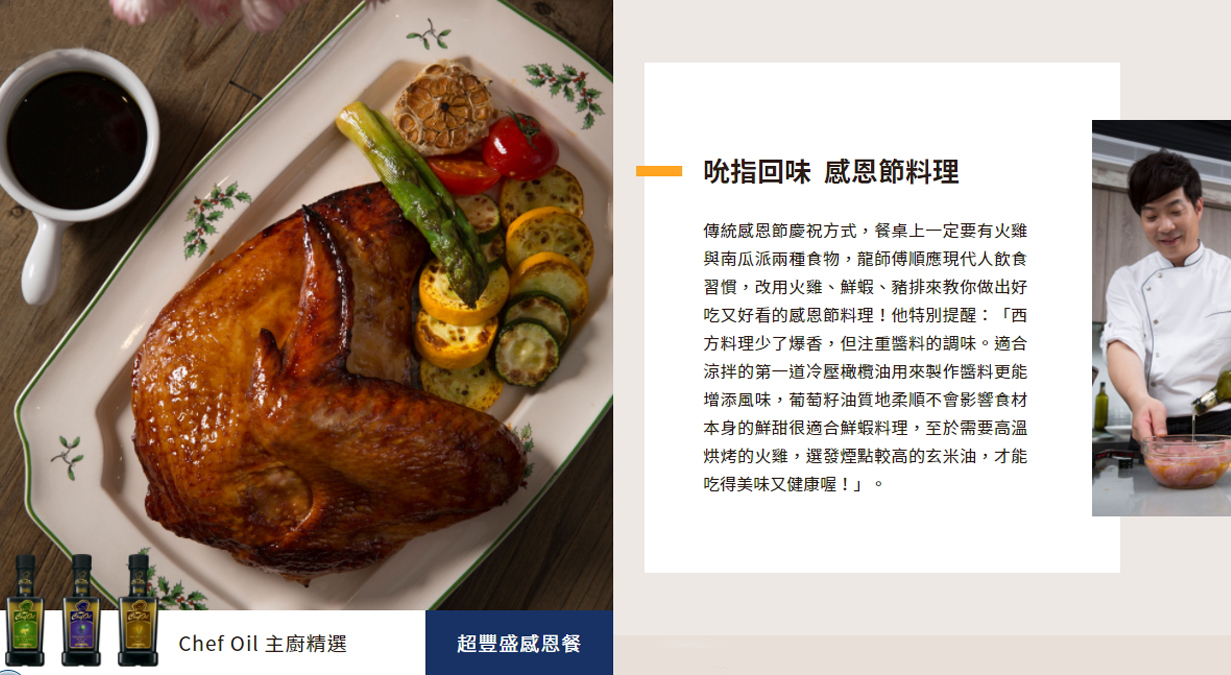 吮指回味 感恩節料理
傳統感恩節慶祝方式，餐桌上一定要有火雞
與南瓜派兩種食物，龍師傅順應現代人飲食
習慣，改用火雞、鮮蝦、豬排來教你做出好
吃又好看的感恩節料理！他特別提醒：「西
方料理少了爆香，但注重醬料的調味。適合
涼拌的第一道冷壓橄欖油用來製作醬料更能
增添風味，葡萄籽油質地柔順不會影響食材
本身的鮮甜很適合鮮蝦料理，至於需要高溫
烘烤的火雞，選發煙點較高的玄米油，才能
吃得美味又健康喔！」。
Chef Oil 主廚精選
超豐盛感恩餐